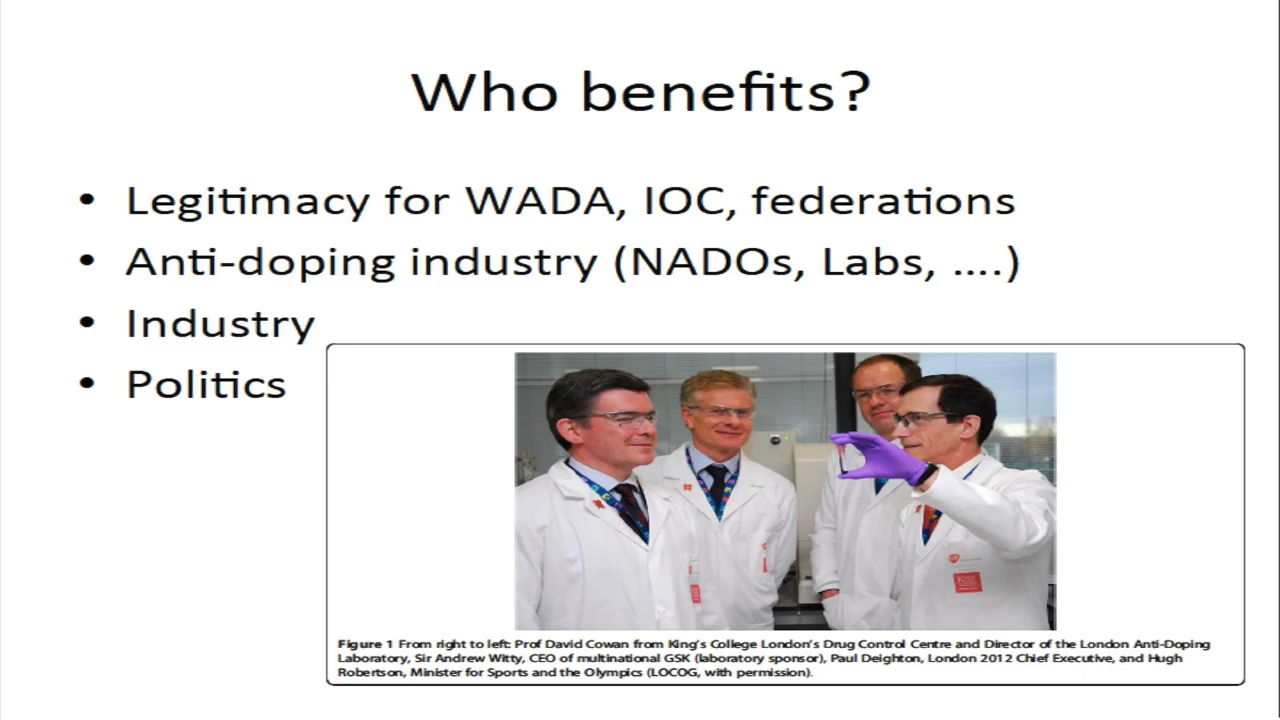 Who benefits?
• Legitimacy for WADA, IOC, federations
• Anti-doping industry (NADOs, Labs, ....)
• Industry
• Politics
Figure 1 From right to left: Prof David Cowan from King's College London's Drug Control Centre and Director of the London Anti-Doping
Laboratory, Sir Andrew Witty, CEO of multinational GSK (laboratory sponsor), Paul Deighton, London 2012 Chief Executive, and Hugh
Robertson, Minister for Sports and the Olympics (LOCOG, with permission).